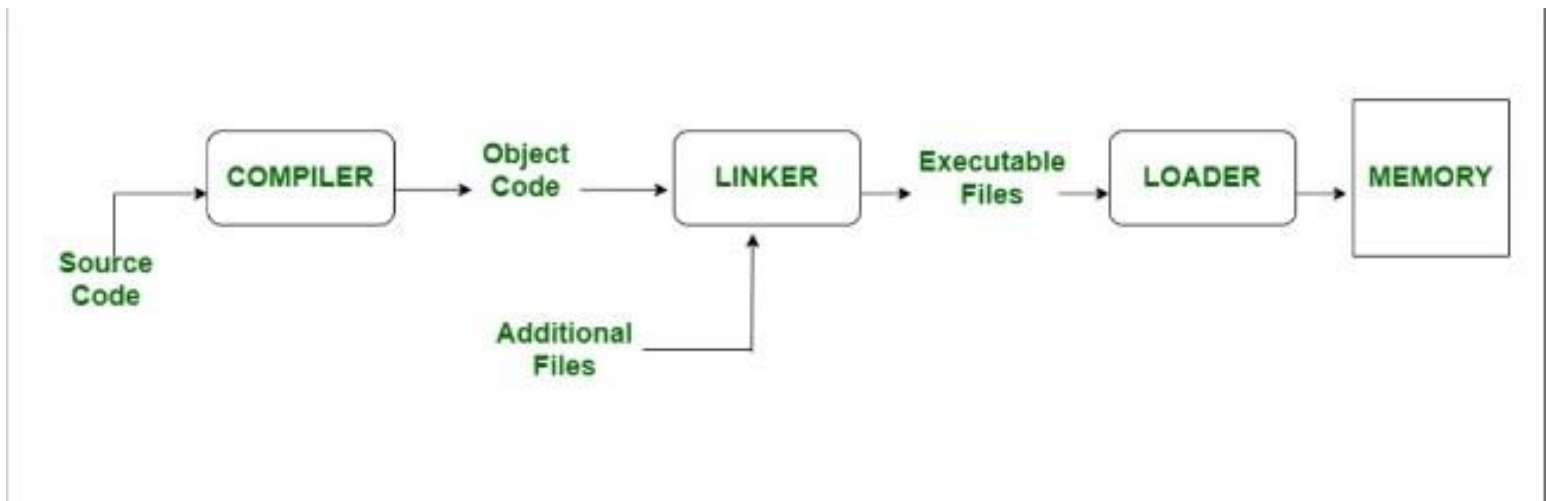 Source
Code
COMPILER
Object
Code
Additional
Files
LINKER
Executable
Files
LOADER
MEMORY